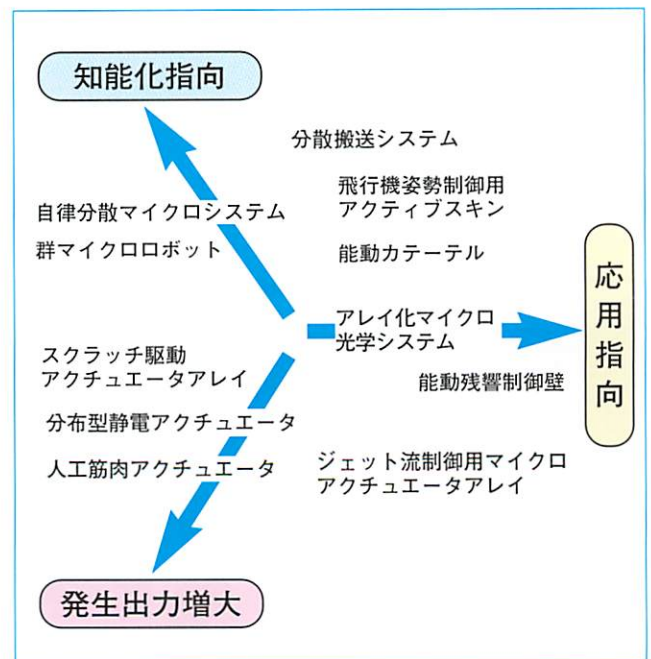 知能化指向
分散搬送システム
飛行機姿勢制御用
アクティブスキン
自律分散マイクロシステム
群マイクロロボット
能動カテーテル
応用指向
アレイ化マイクロ
光学システム
スクラッチ駆動
アクチュエータアレイ
能動残響制御壁
分布型静電アクチュエータ
人工筋肉アクチュエータ
ジェット流制御用マイクロ
アクチュエータアレイ
発生出力増大